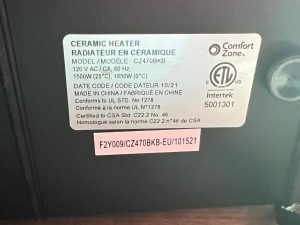 CERAMIC HEATER
RADIATEUR EN CÉRAMIQUE
MODEL / MODÈLE: CZ470BKB
120 V AC / CA, 60 Hz,
1500W (25°C), 1650W (0°C)
DATE CODE / CODE DATEUR: 10/21
MADE IN CHINA / FABRIQUÉ EN CHINE
Conforms to UL STD. No 1278
Conforme à la norme UL N°1278
Certified to CSA Std. C22.2 No. 46
Homologué selon la norme C22.2 n°46 de CSA
Comfort Zone
ETL
Intertek
5001301
F2Y009/CZ470BKB-EU/101521